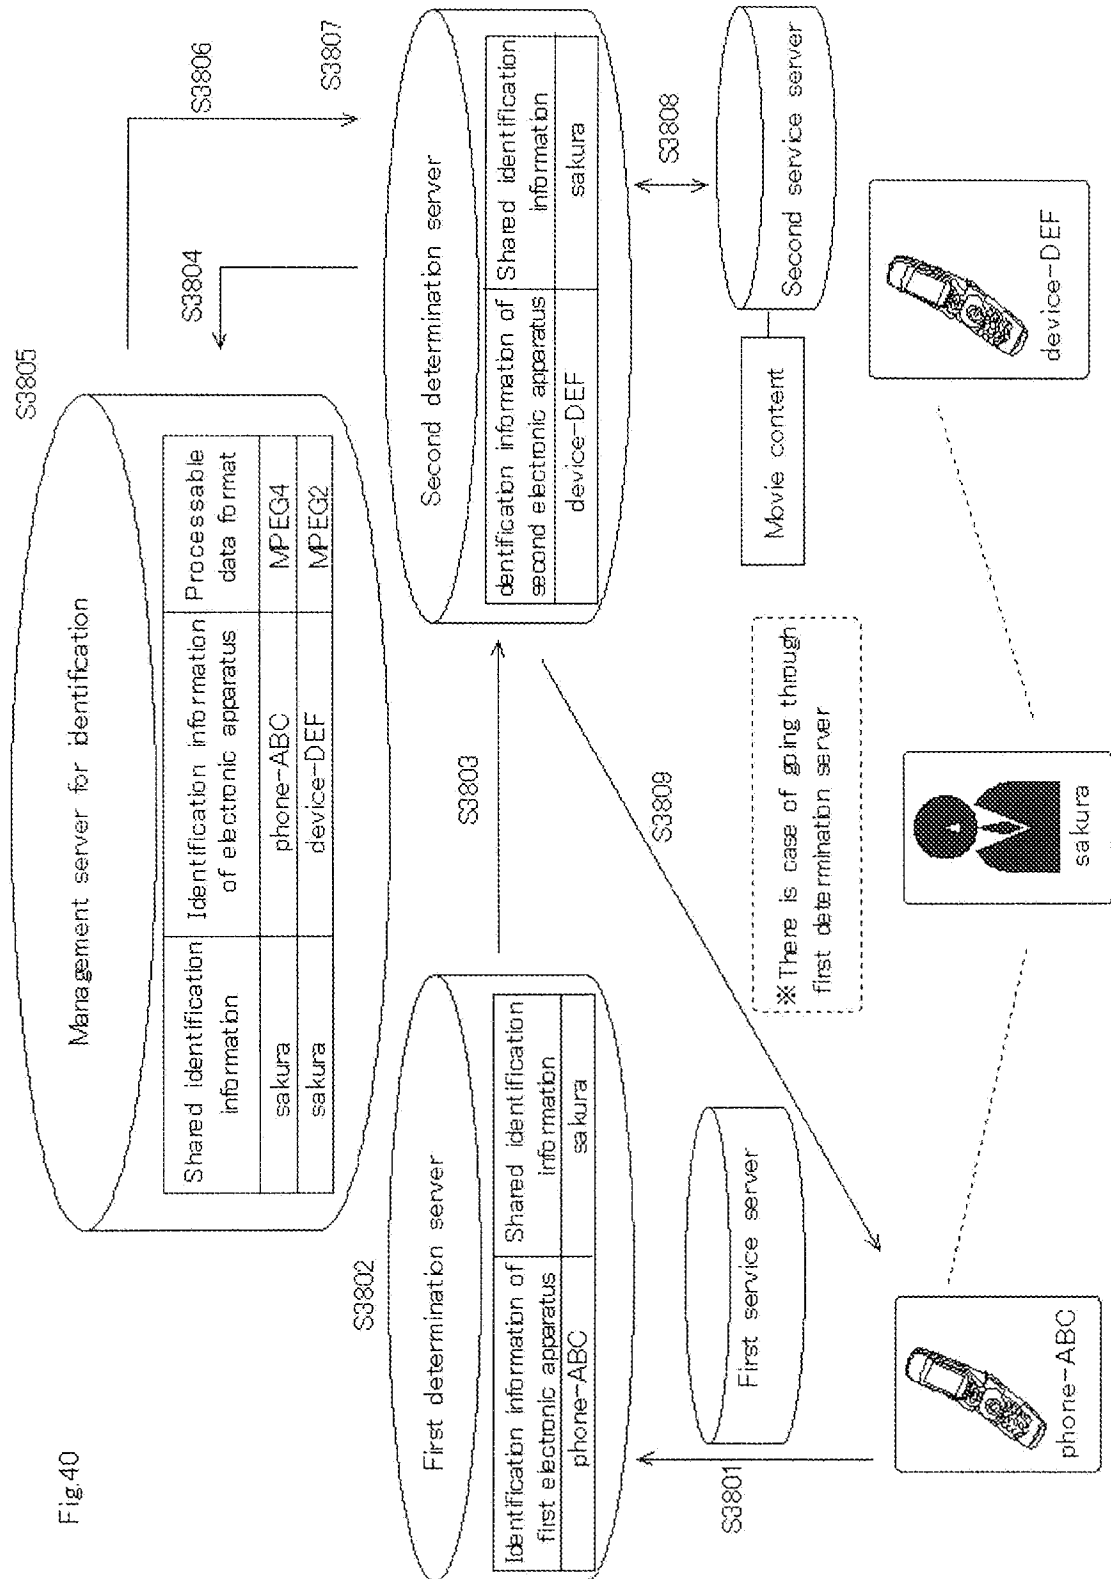 Fig.40
S3805
Management server for identification
Shared identification information
Identification information of electronic apparatus
Processable data format
sakura
phone-ABC
MPEG4
sakura
device-DEF
MPEG2
S3806
S3804
S3807
S3802
First determination server
Identification information of first electronic apparatus
Shared identification information
phone-ABC
sakura
S3803
Second determination server
dentification information of second electronic apparatus
Shared identification information
device-DEF
sakura
S3801
First service server
S3809
※There is case of going through
first determination server
S3808
Movie content
Second service server
phone-ABC
sakura
device-DEF